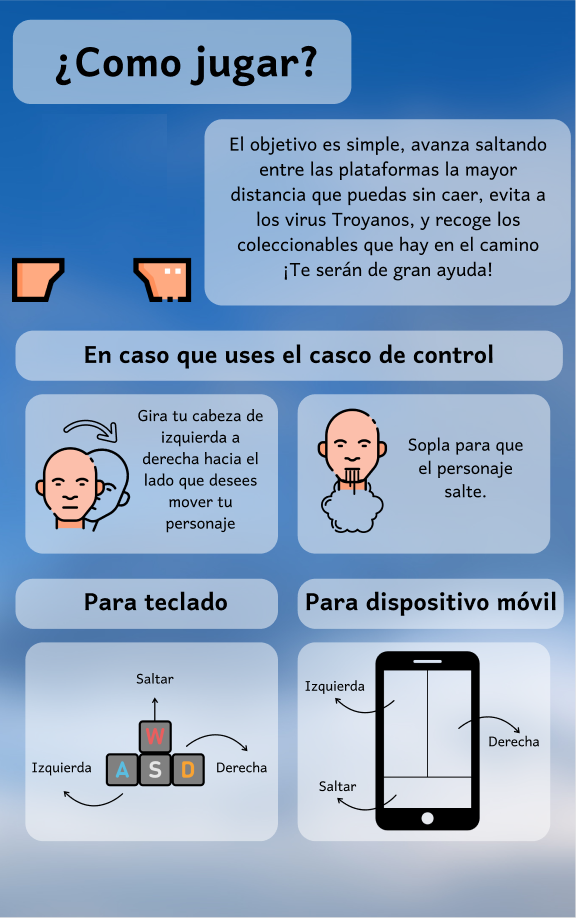 ¿Como jugar?
El objetivo es simple, avanza saltando
entre las plataformas la mayor
distancia que puedas sin caer, evita a
los virus Troyanos, y recoge los
coleccionables que hay en el camino
¡Te serán de gran ayuda!
En caso que uses el casco de control
Gira tu cabeza de
izquierda a
derecha hacia el
lado que desees
mover tu
personaje
Sopla para que
el personaje
salte.
Para teclado
Para dispositivo móvil
Saltar
W
Izquierda
A
S
D
Derecha
Izquierda
Derecha
Saltar